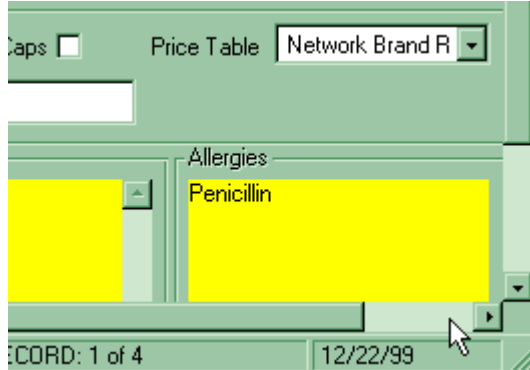 Caps Price Table Network Brand R
Allergies
Penicillin
ECORD: 1 of 4 12/22/99